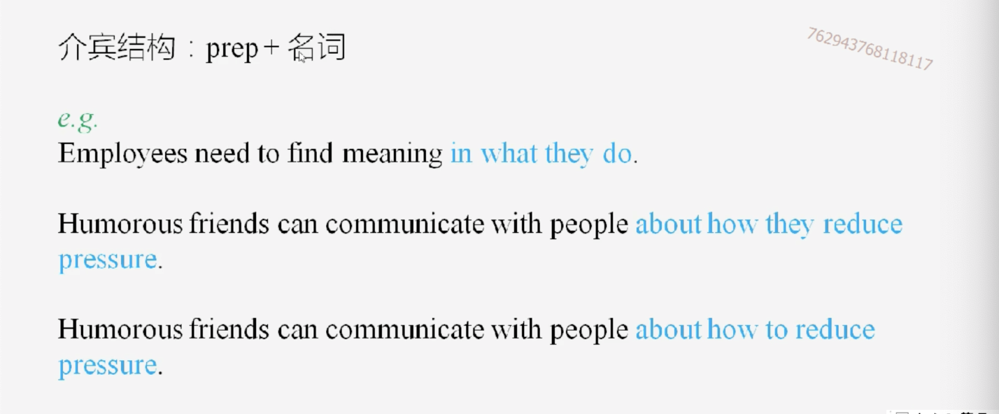 介宾结构：prep+ 名词
762943768118117
e.g.
Employees need to find meaning in what they do.
Humorous friends can communicate with people about how they reduce
pressure.
Humorous friends can communicate with people about how to reduce
pressure.